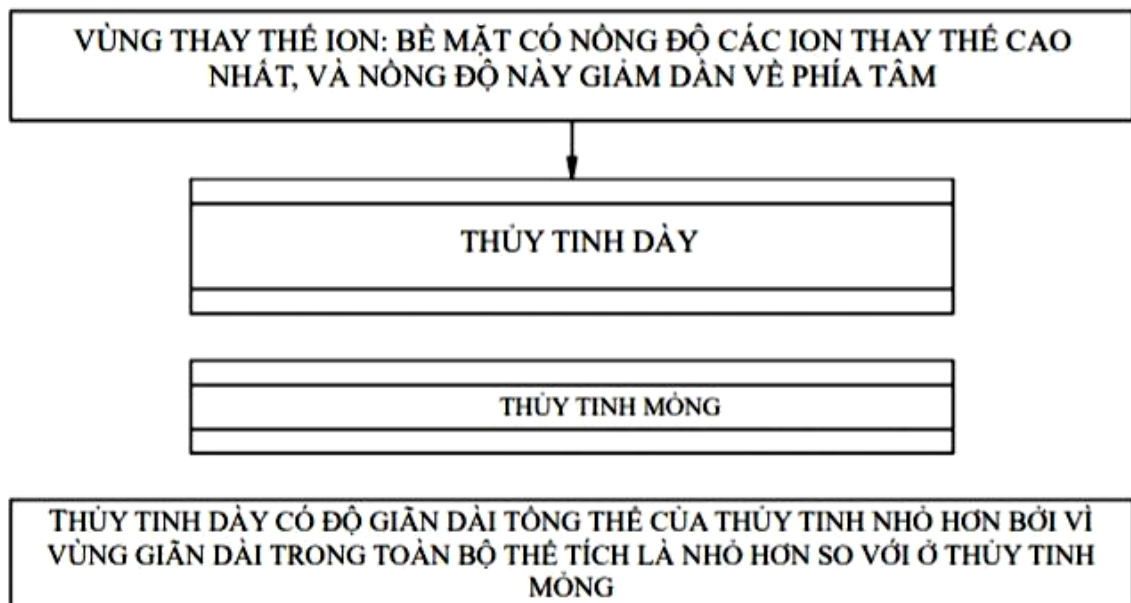 VÙNG THAY THẾ ION: BỀ MẶT CÓ NỒNG ĐỘ CÁC ION THAY THẾ CAO
NHẤT, VÀ NỒNG ĐỘ NÀY GIẢM DẦN VỀ PHÍA TÂM
THỦY TINH DÀY
THỦY TINH MỎNG
THỦY TINH DÀY CÓ ĐỘ GIÃN DÀI TỔNG THỂ CỦA THỦY TINH NHỎ HƠN BỞI VÌ
VÙNG GIÃN DÀI TRONG TOÀN BỘ THỂ TÍCH LÀ NHỎ HƠN SO VỚI Ở THỦY TINH
MỎNG